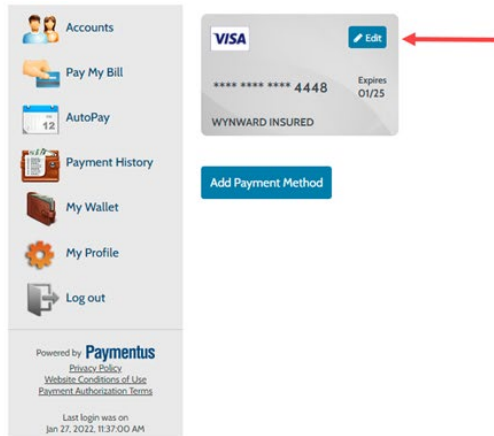 Accounts
Pay My Bill
12
AutoPay
Payment History
My Wallet
My Profile
Log out
Powered by Paymentus
Privacy Policy
Website Conditions of Use
Payment Authorization Terms
Last login was on
Jan 27, 2022, 11:37:00 AM
VISA
Edit
**** **** **** 4448
Expires
01/25
WYNWARD INSURED
Add Payment Method